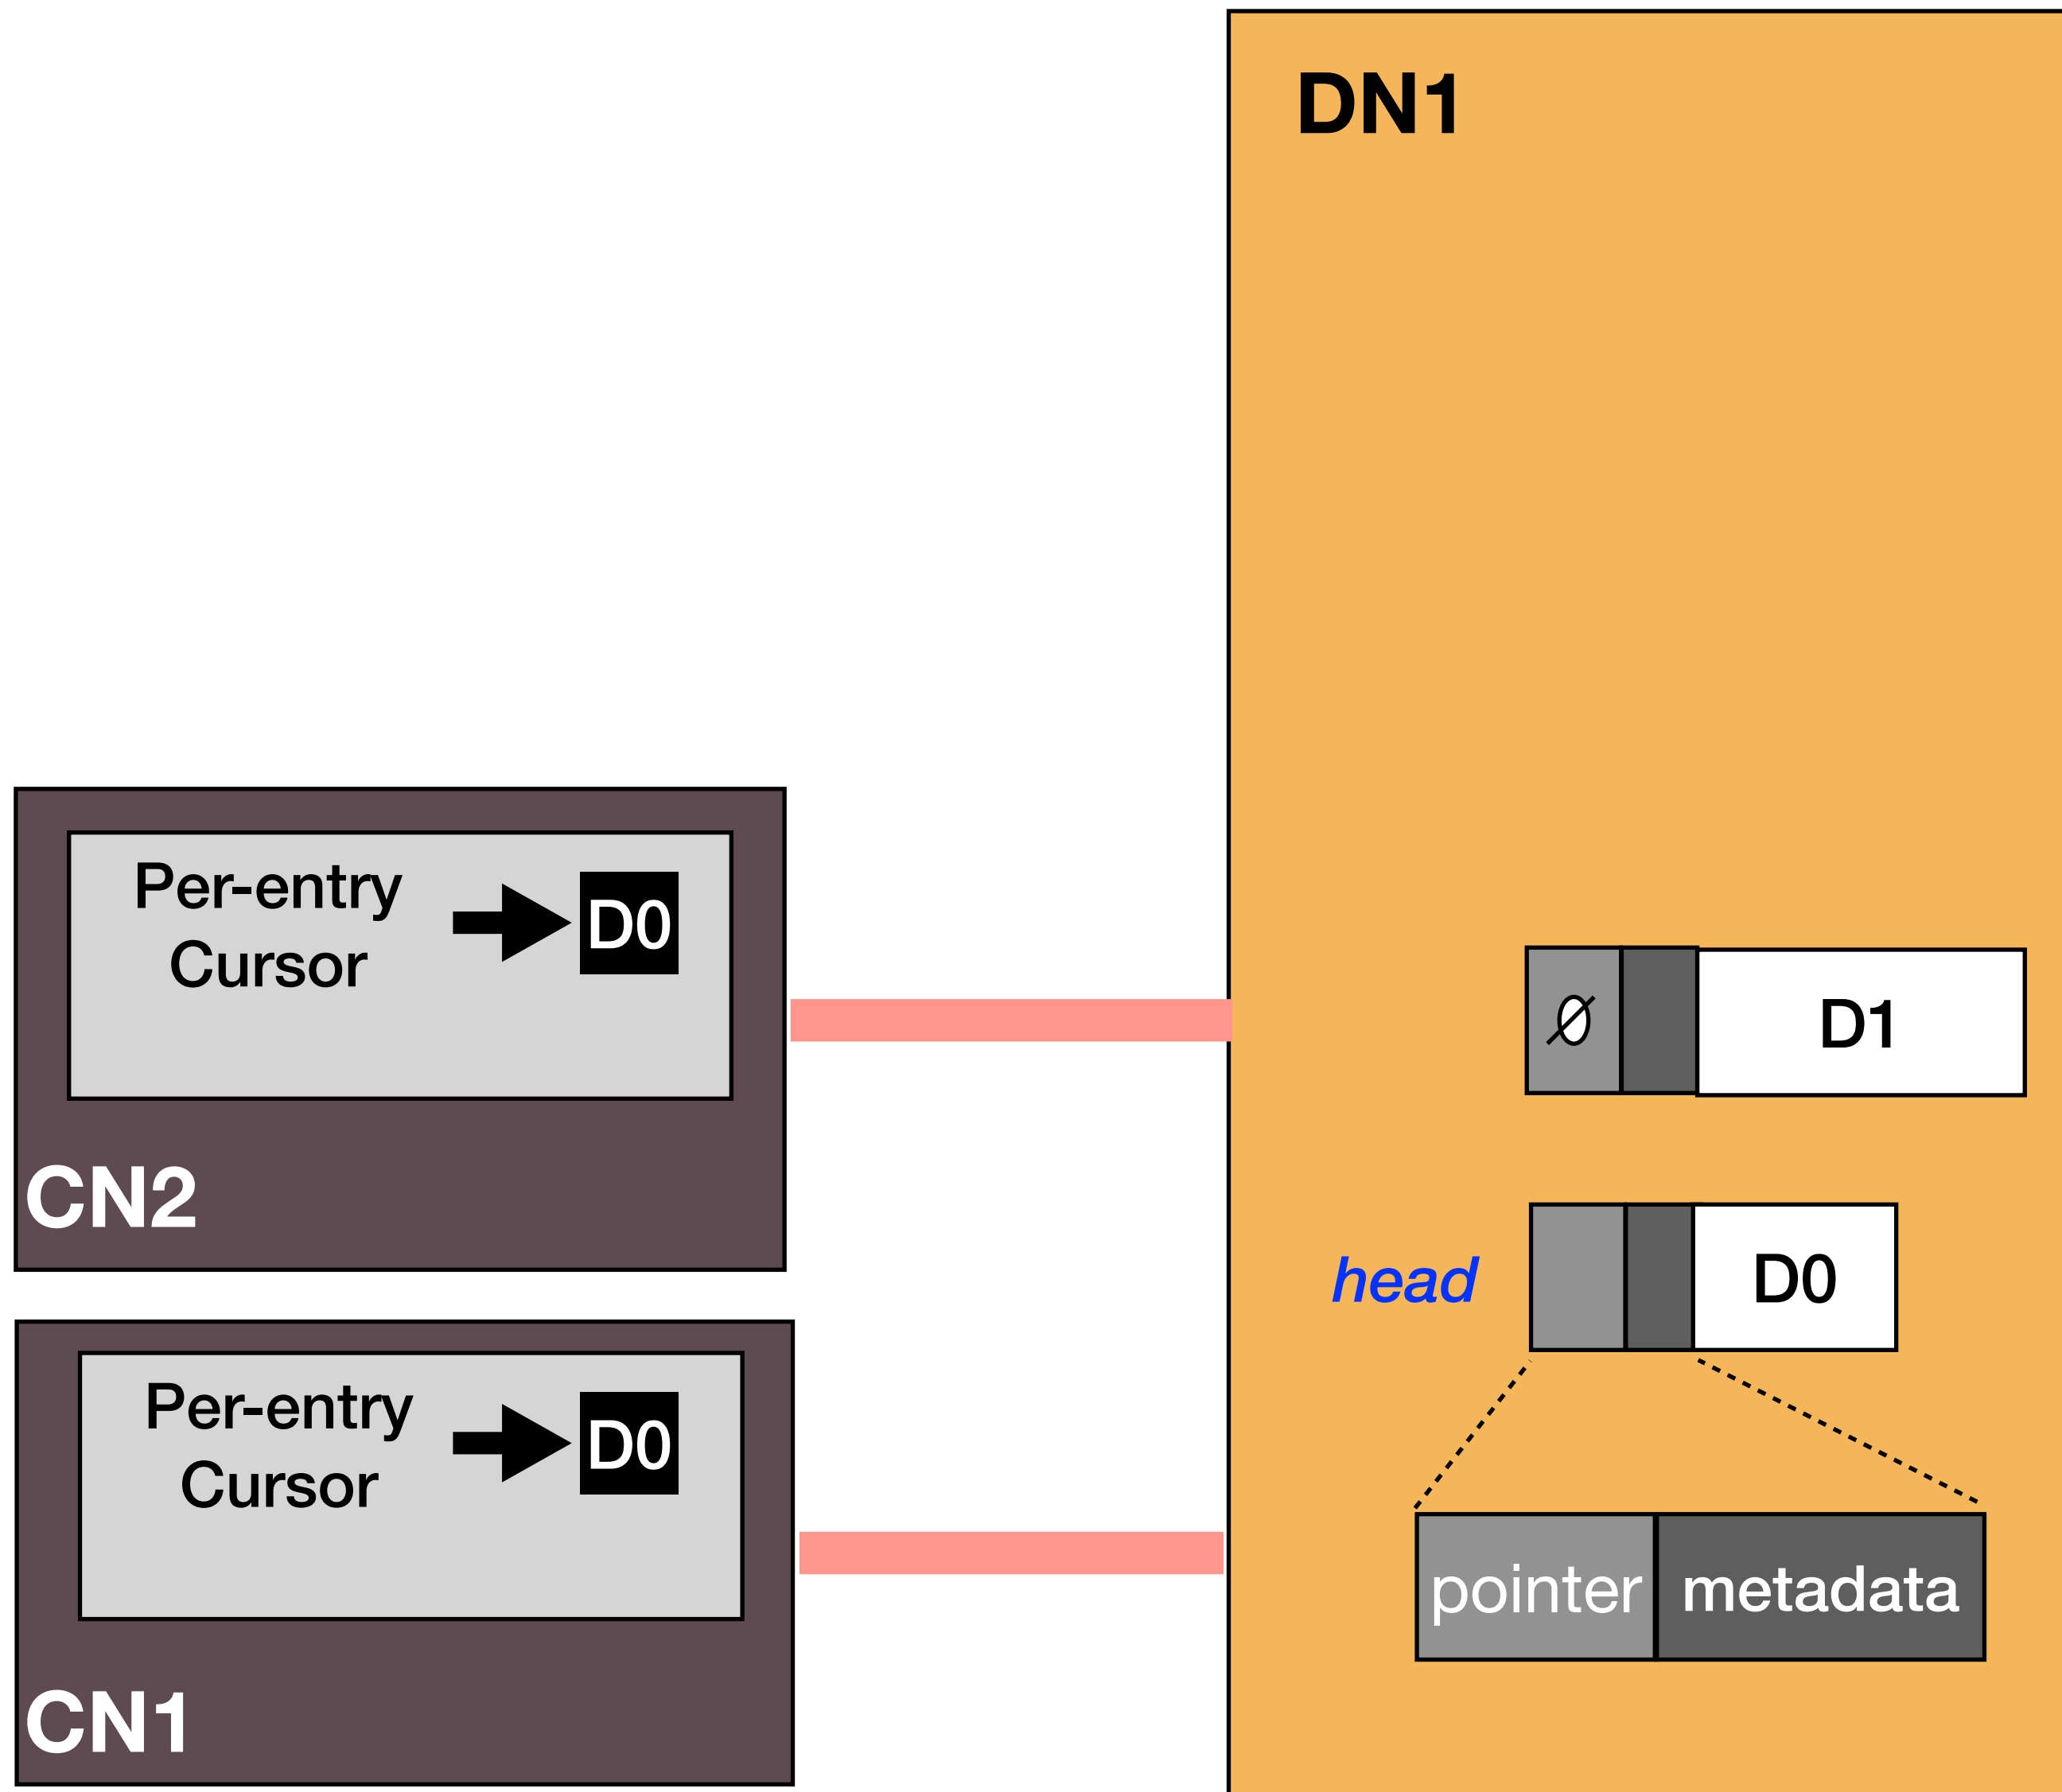 DN1
Per-entry
Cursor
D0
CN2
∅
D1
head
D0
Per-entry
Cursor
D0
CN1
pointer
metadata